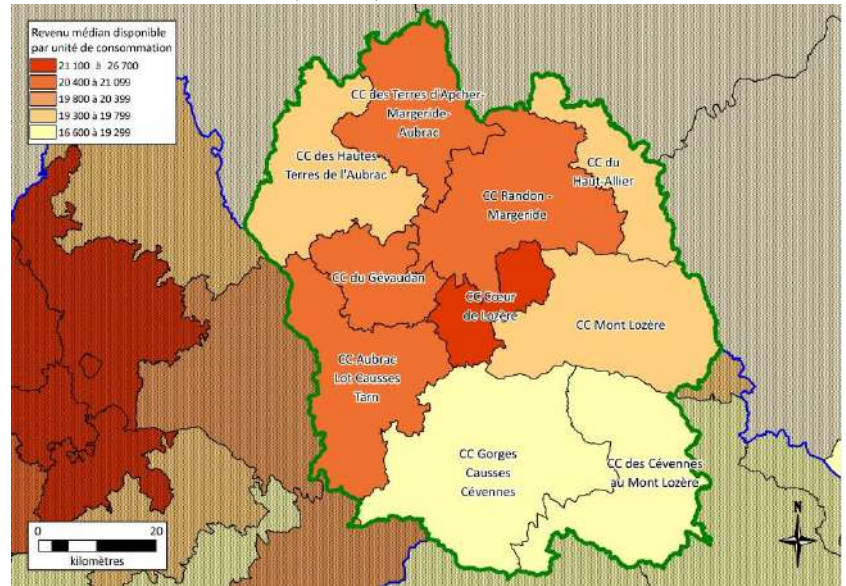 Revenu médian disponible
par unité de consommation
21 100 à 26 700
20 400 à 21 099
19 800 à 20 399
19 300 à 19 799
16 600 à 19 299
CC des Terres d'Apcher-
Margeride-
Aubrac
CC des Hautes
Terres de l'Aubrac
CC du
Haut-Allier
CC Randon -
Margeride
CC du Gévaudan
CC Cœur
de Lozère
CC Mont Lozère
CC Aubrac
Lot Causses
Tarn
CC Gorges
Causses
Cévennes
CC des Cévennes
au Mont Lozère
N
0 20
kilomètres